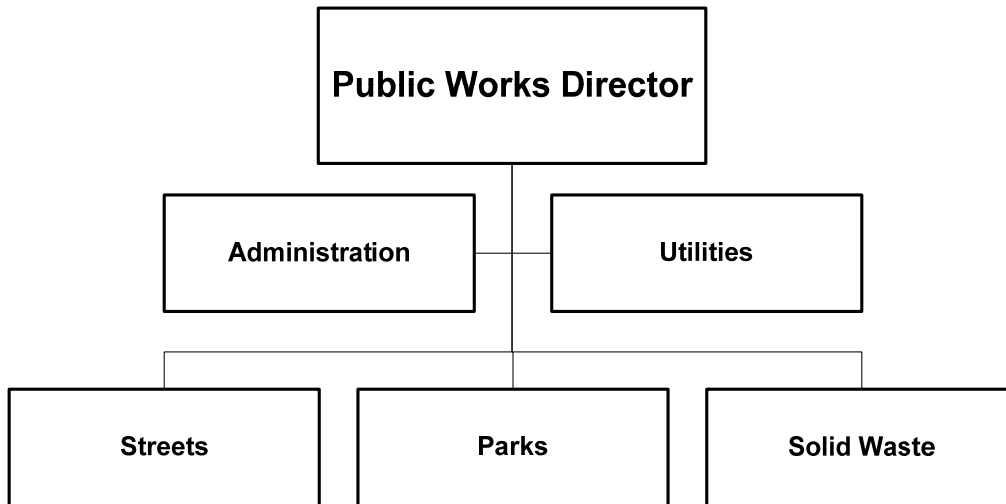 Public Works Director
Administration
Utilities
Streets
Parks
Solid Waste